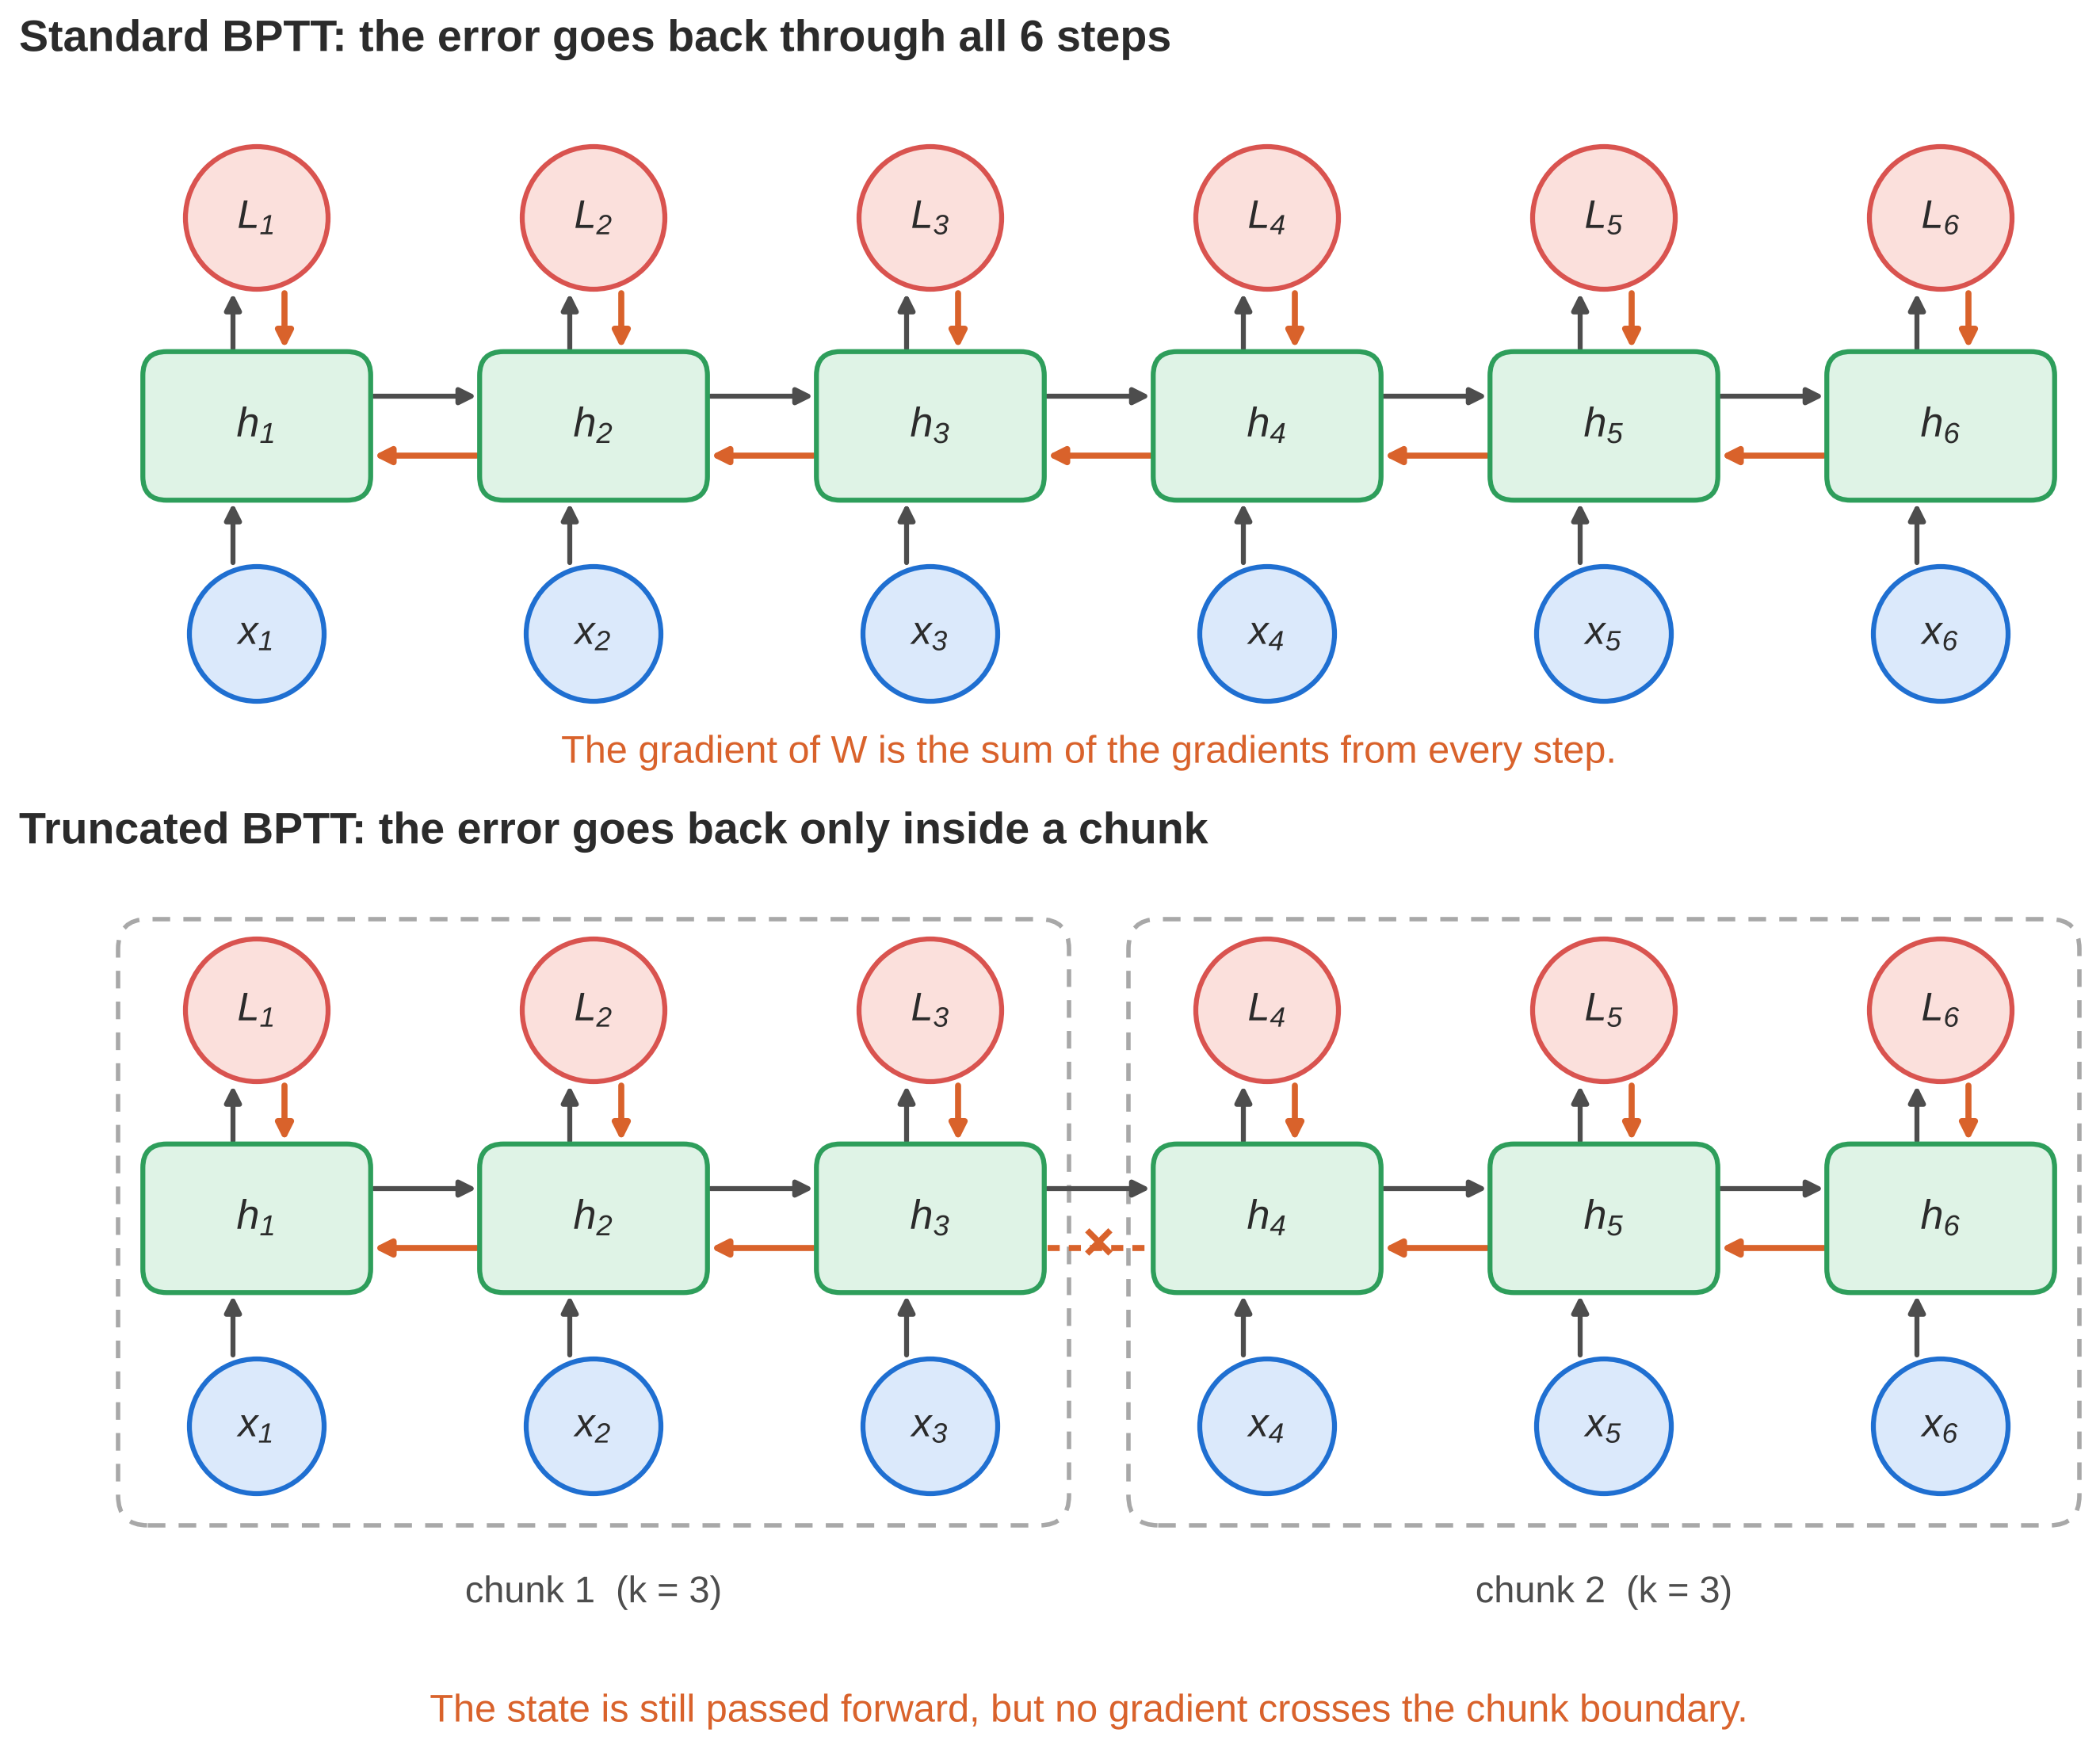 Standard BPTT: the error goes back through all 6 steps
L₁ L₂ L₃ L₄ L₅ L₆
h₁ h₂ h₃ h₄ h₅ h₆
x₁ x₂ x₃ x₄ x₅ x₆
The gradient of W is the sum of the gradients from every step.
Truncated BPTT: the error goes back only inside a chunk
L₁ L₂ L₃ L₄ L₅ L₆
h₁ h₂ h₃ h₄ h₅ h₆
x₁ x₂ x₃ x₄ x₅ x₆
chunk 1 (k = 3) chunk 2 (k = 3)
The state is still passed forward, but no gradient crosses the chunk boundary.